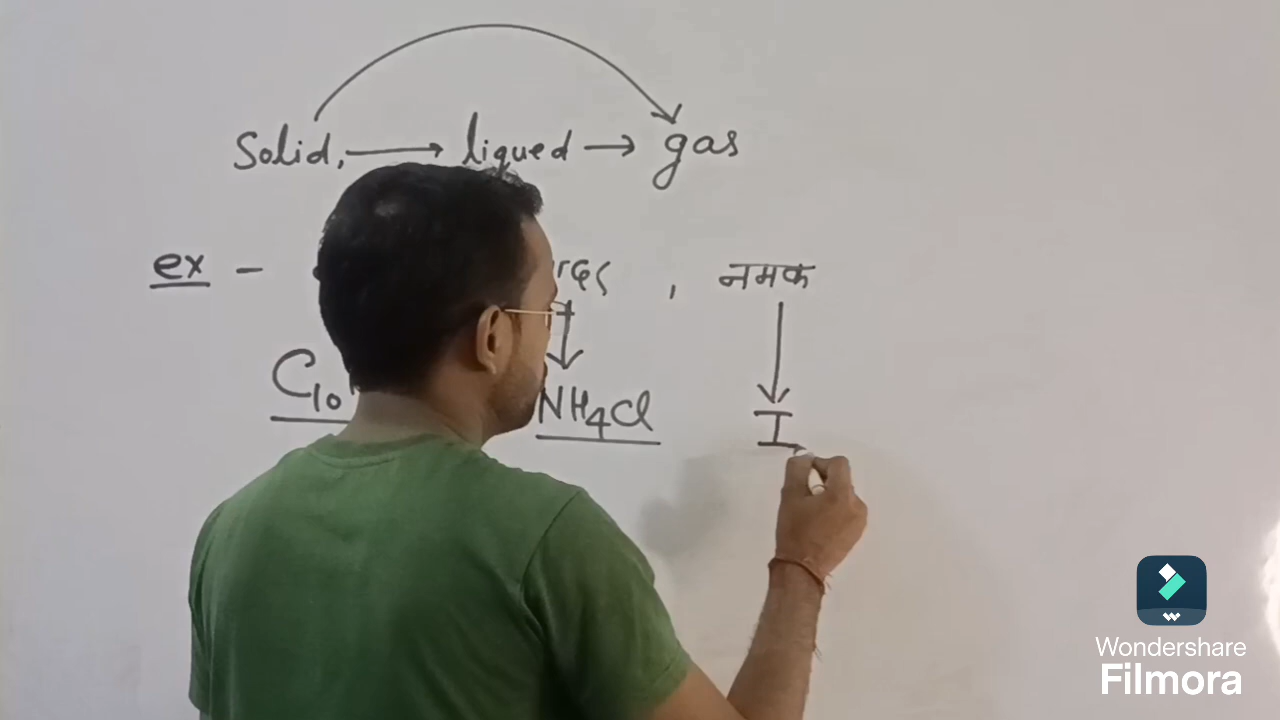 Solid, → liqued → gas
ex - , नमक
C10 NH4Cl I
Wondershare
Filmora